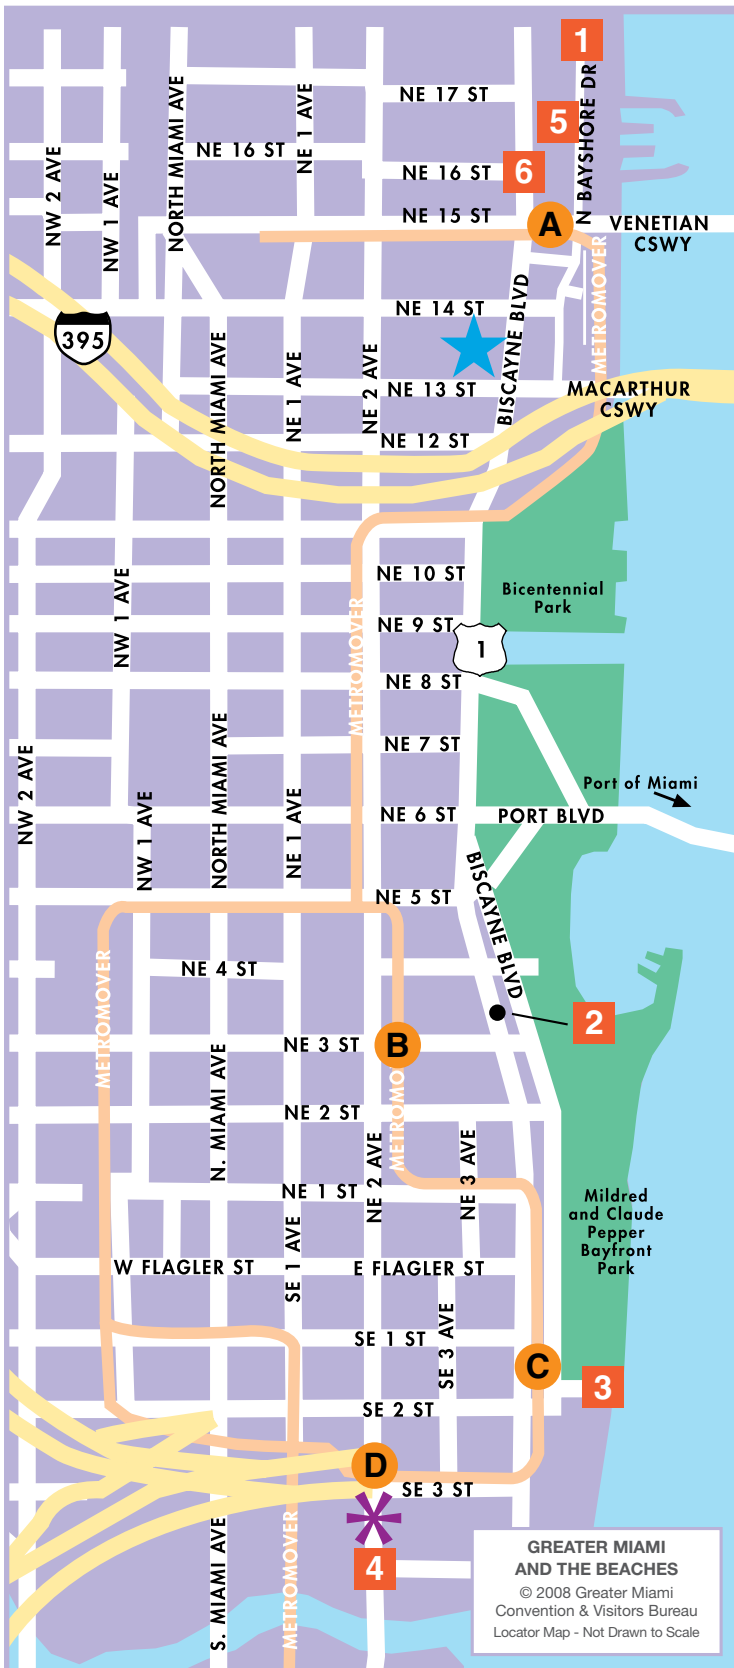 1
N BAYSHORE DR
NE 17 ST
5
NORTH MIAMI AVE
NE 1 AVE
NW 2 AVE
NW 1 AVE
NE 16 ST
NE 16 ST
6
NE 15 ST
A
VENETIAN
CSWY
METROMOVER
NE 14 ST
BISCAYNE BLVD
395
NORTH MIAMI AVE
NE 1 AVE
NE 2 AVE
NE 13 ST
MACARTHUR
CSWY
NE 12 ST
NW 1 AVE
NE 10 ST
Bicentennial
Park
METROMOVER
NE 9 ST
1
NE 8 ST
NW 2 AVE
NORTH MIAMI AVE
NE 7 ST
Port of Miami
NW 1 AVE
NE 1 AVE
NE 6 ST
PORT BLVD
BISCAYNE BLVD
NE 5 ST
METROMOVER
NE 4 ST
2
N. MIAMI AVE
NE 3 ST
B
METROMO
NE 2 ST
NE 2 AVE
NE 3 AVE
NE 1 ST
Mildred
and Claude
Pepper
Bayfront
Park
SE 1 AVE
W FLAGLER ST
E FLAGLER ST
SE 3 AVE
SE 1 ST
C
3
SE 2 ST
D
SE 3 ST
S. MIAMI AVE
METROMOVER
4
GREATER MIAMI
AND THE BEACHES
© 2008 Greater Miami
Convention & Visitors Bureau
Locator Map - Not Drawn to Scale